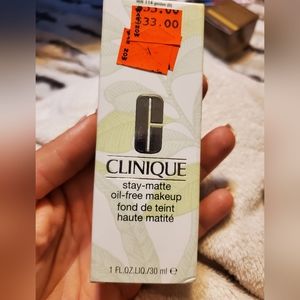 $33.00
CLINIQUE
stay-matte
oil-free makeup
fond de teint
haute matité
1 FL.OZ.LIQ./30 ml e